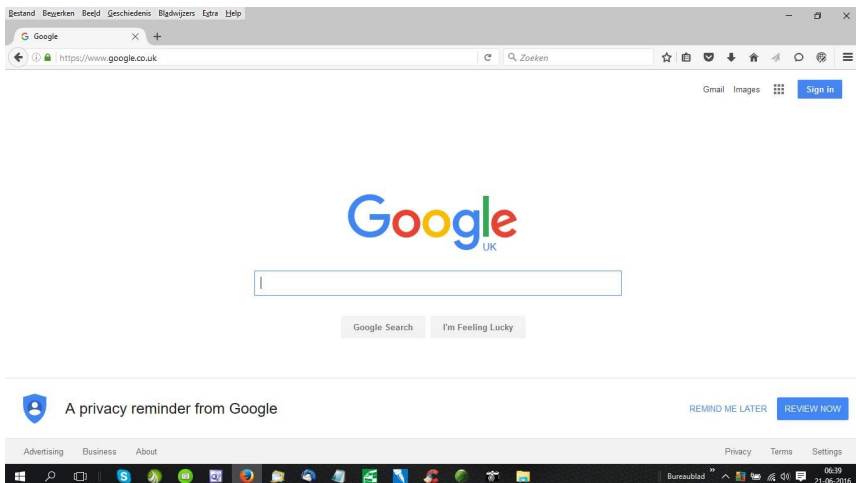 Bestand Bewerken Beeld Geschiedenis Bladwijzers Extra Help
Google
https://www.google.co.uk
Zoeken
Gmail Images Sign in
Google
UK
Google Search I'm Feeling Lucky
A privacy reminder from Google REMIND ME LATER REVIEW NOW
Advertising Business About Privacy Terms Settings
Bureaublad 06:39
21-06-2016